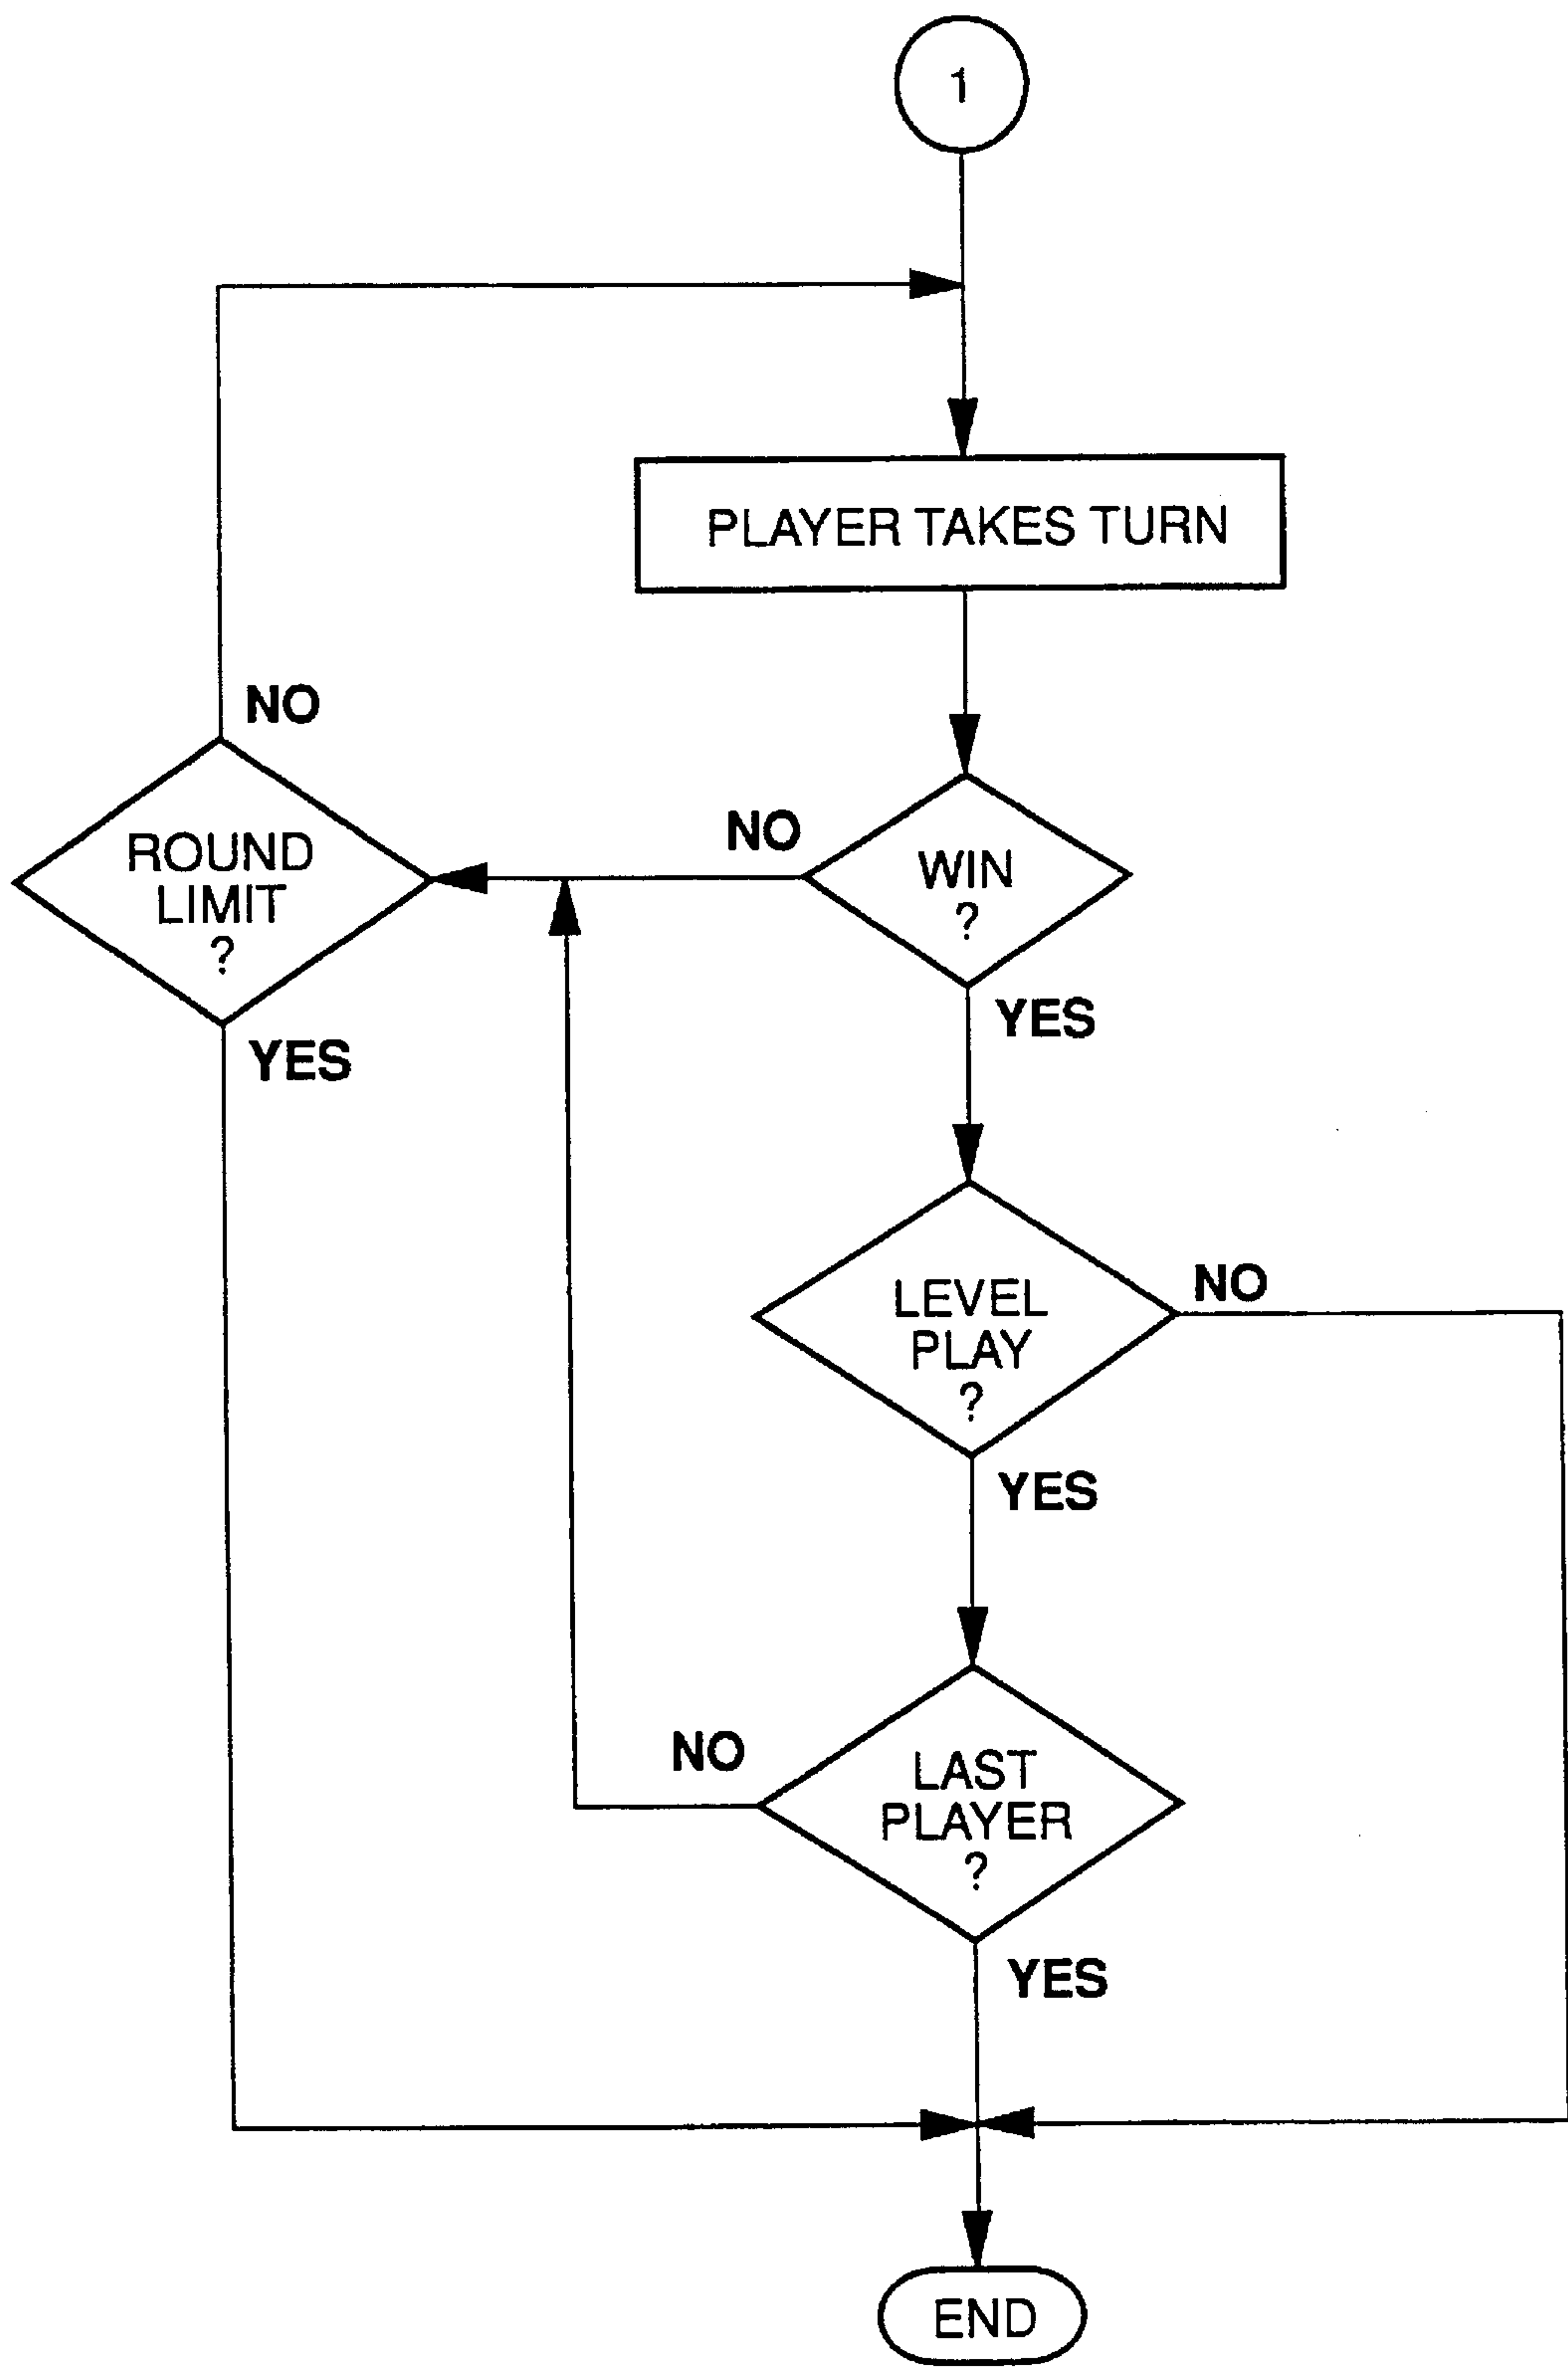 1
PLAYER TAKES TURN
NO
ROUND
LIMIT
?
YES
NO
WIN
?
YES
LEVEL
PLAY
?
NO
YES
NO
LAST
PLAYER
?
YES
END